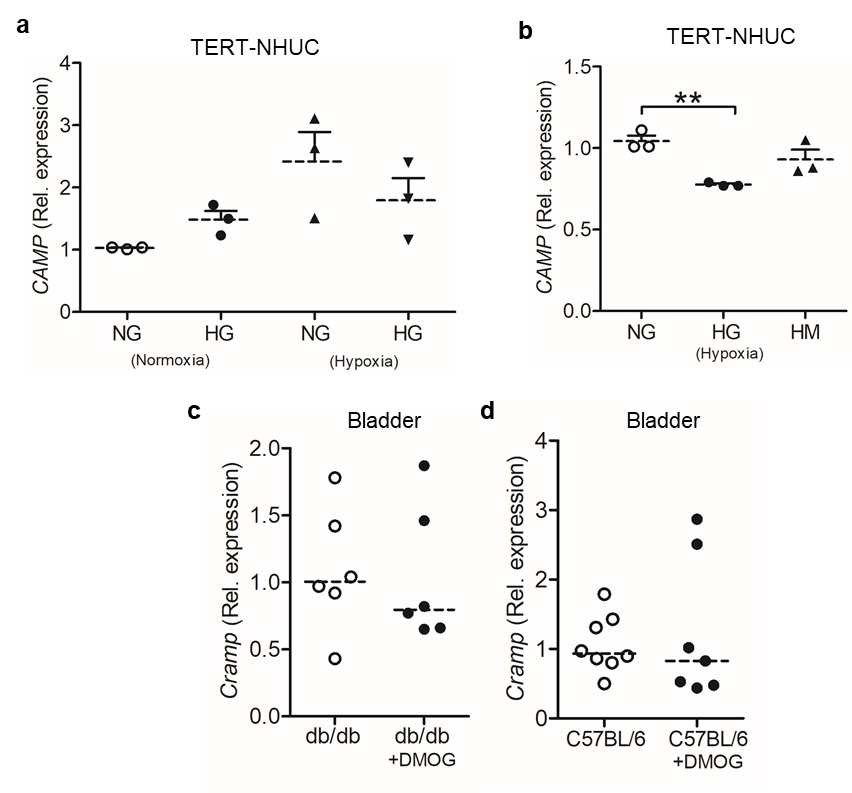 a
TERT-NHUC
CAMP (Rel. expression)
4
3
2
1
0
NG HG NG HG
(Normoxia) (Hypoxia)
b
TERT-NHUC
CAMP (Rel. expression)
1.5
1.0
0.5
0.0
**
NG HG HM
(Hypoxia)
c
Bladder
Cramp (Rel. expression)
2.0
1.5
1.0
0.5
0.0
db/db db/db
+DMOG
d
Bladder
Cramp (Rel. expression)
4
3
2
1
0
C57BL/6 C57BL/6
+DMOG